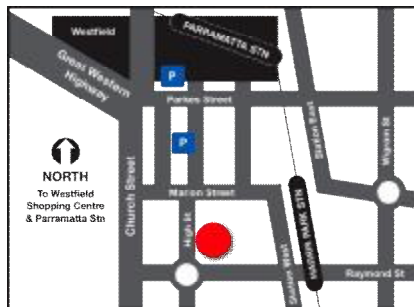 Westfield
PARRAMATTA STN
Great Western
Highway
P
Parkes Street
P
Station East
Wigram St
NORTH
To Westfield
Shopping Centre
& Parramatta Stn
Church Street
Marion Street
High St
Station West
HARRIS PARK STN
Raymond St